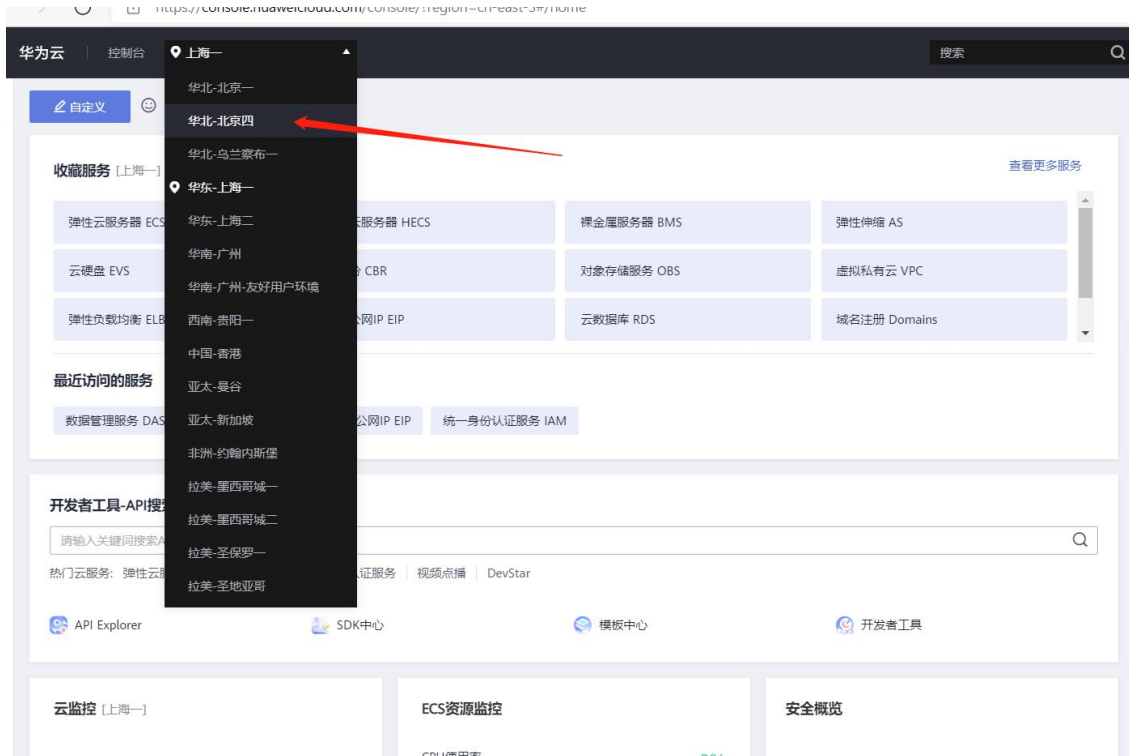 https://console.huaweicloud.com/console/?region=cn-east-3#/home
华为云 控制台 上海一 搜索
华北-北京一
自定义
华北-北京四
华北-乌兰察布一
收藏服务 [上海一] 查看更多服务
华东-上海一
弹性云服务器 ECS 华东-上海二 云服务器 HECS 裸金属服务器 BMS 弹性伸缩 AS
华南-广州
云硬盘 EVS CBR 对象存储服务 OBS 虚拟私有云 VPC
华南-广州-友好用户环境
弹性负载均衡 ELB 西南-贵阳一 网IP EIP 云数据库 RDS 域名注册 Domains
中国-香港
最近访问的服务
亚太-曼谷
数据管理服务 DAS 亚太-新加坡 公网IP EIP 统一身份认证服务 IAM
非洲-约翰内斯堡
拉美-墨西哥城一
开发者工具-API搜
拉美-墨西哥城二
请输入关键词搜索A
拉美-圣保罗一
热门云服务: 弹性云服 证服务 视频点播 DevStar
拉美-圣地亚哥
API Explorer SDK中心 模板中心 开发者工具
云监控 [上海一] ECS资源监控 安全概览
CPU使用率